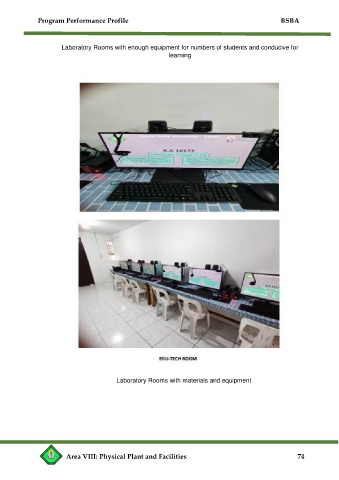 Program Performance Profile BSBA
Laboratory Rooms with enough equipment for numbers of students and conducive for
learning
R.A 10173
EDU-TECH ROOM
Laboratory Rooms with materials and equipment
Area VIII: Physical Plant and Facilities 74